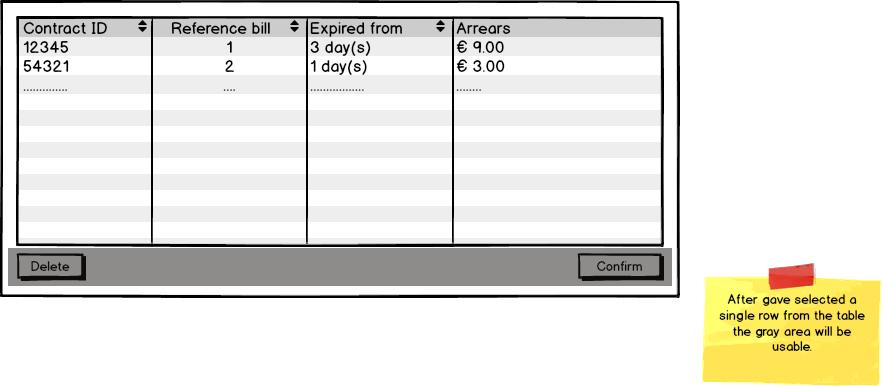 Contract ID Reference bill Expired from Arrears
12345 1 3 day(s) € 9.00
54321 2 1 day(s) € 3.00
.............. .... ................. ........
Delete Confirm
After gave selected a
single row from the table
the gray area will be
usable.